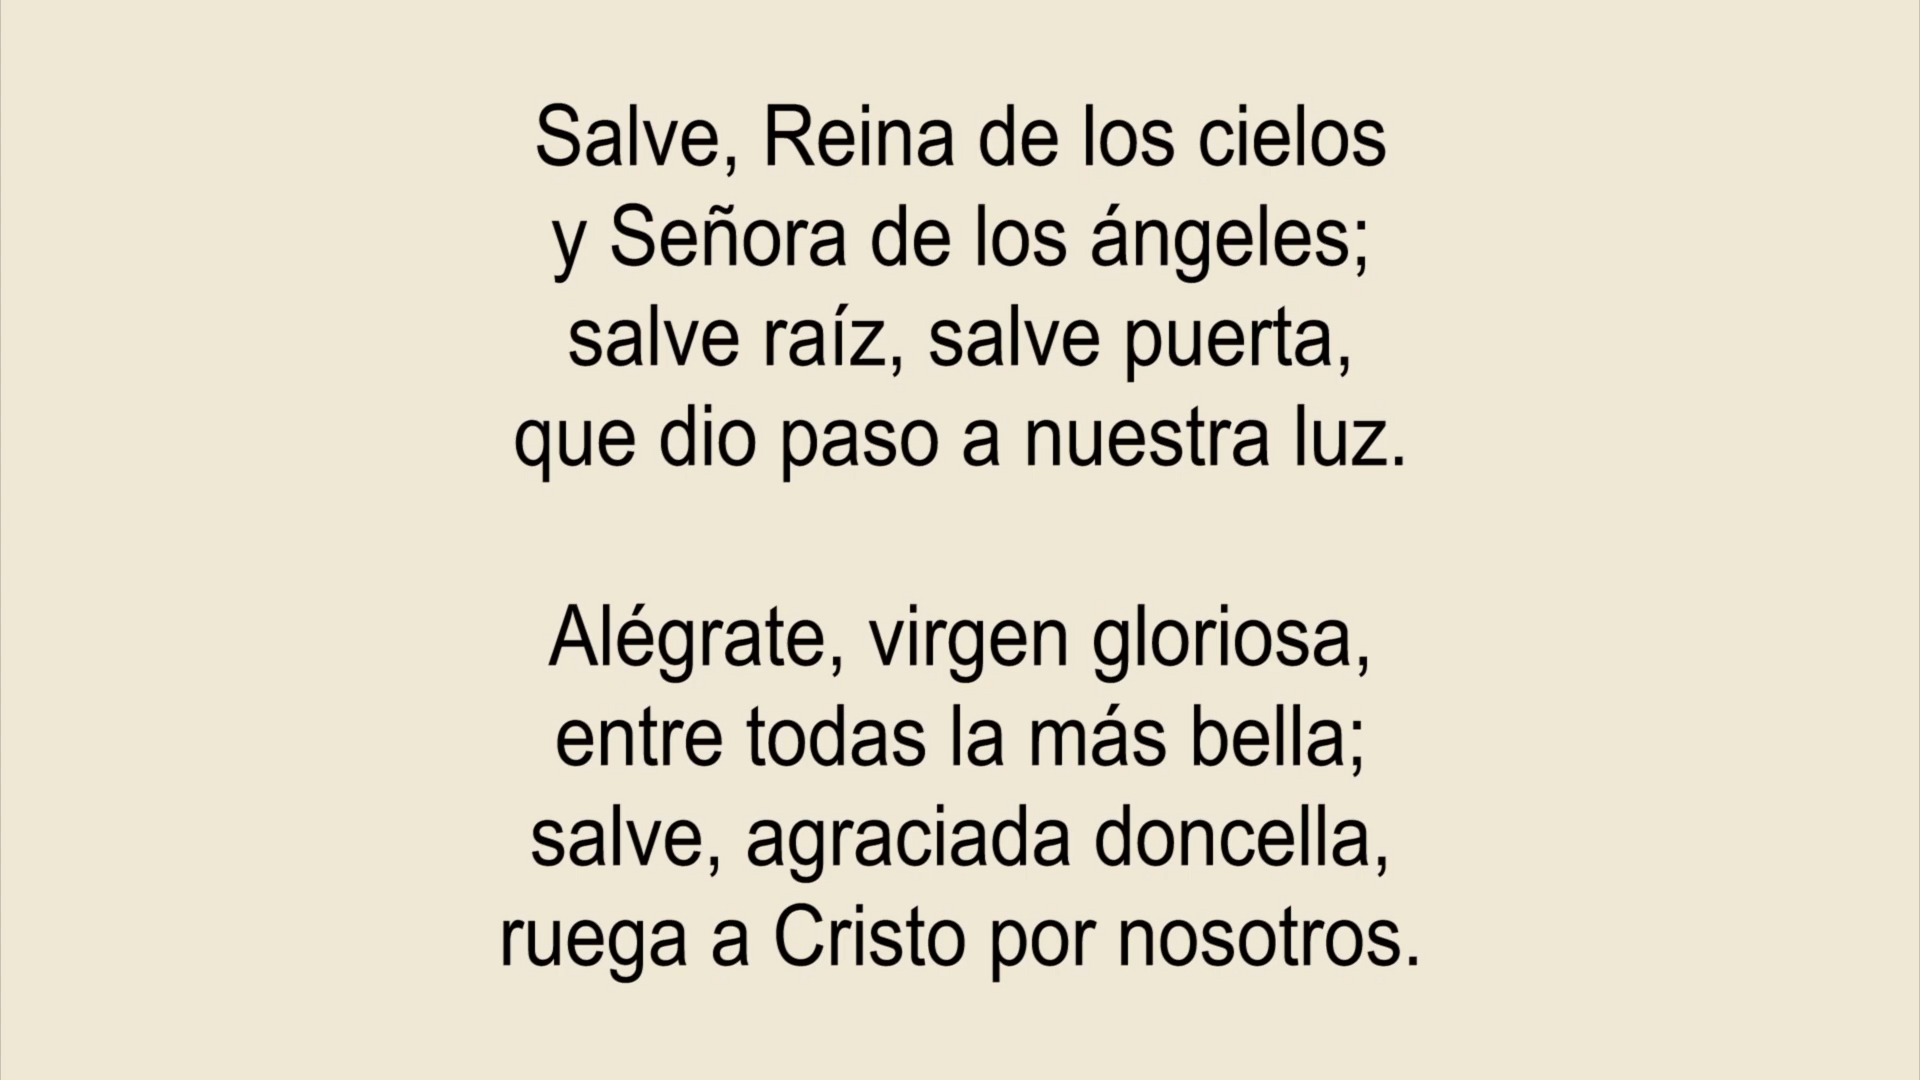 Salve, Reina de los cielos
y Señora de los ángeles;
salve raíz, salve puerta,
que dio paso a nuestra luz.
Alégrate, virgen gloriosa,
entre todas la más bella;
salve, agraciada doncella,
ruega a Cristo por nosotros.